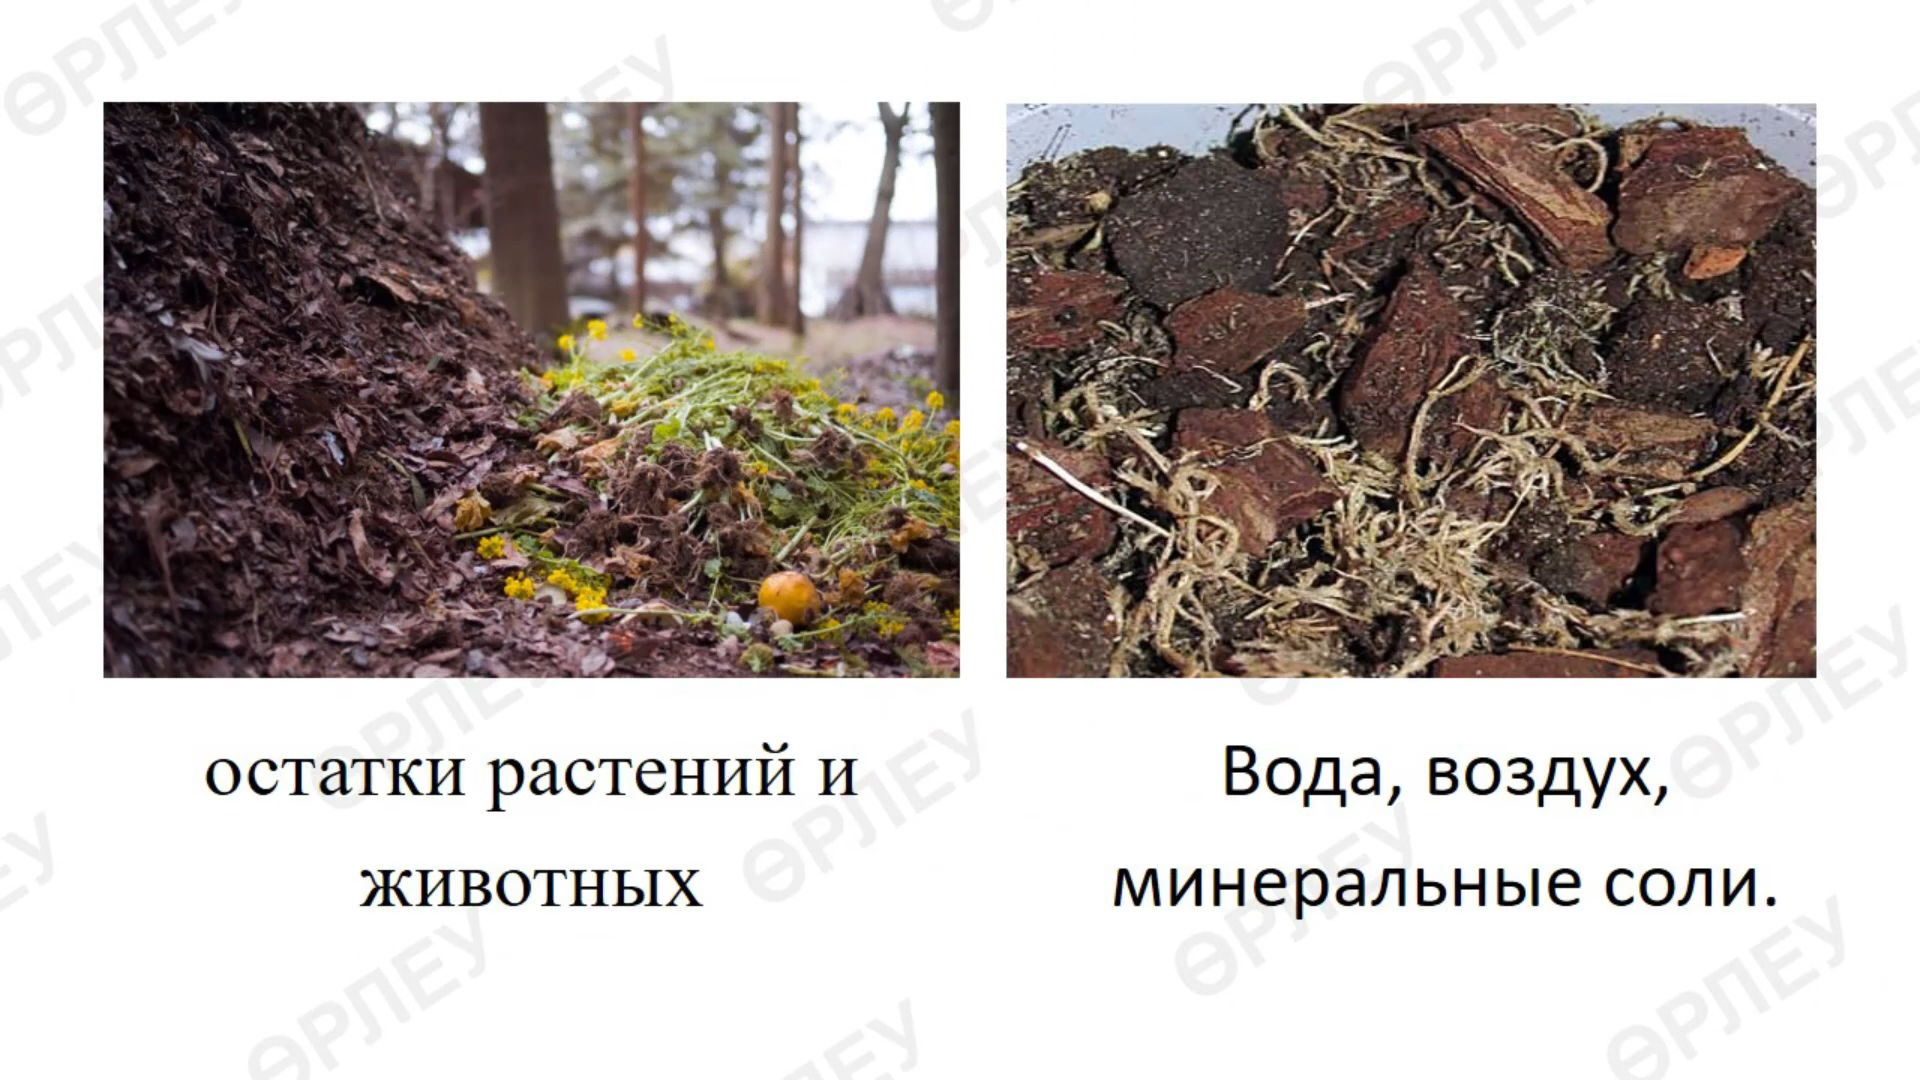 остатки растений и
животных
Вода, воздух,
минеральные соли.
ӨРЛЕУ